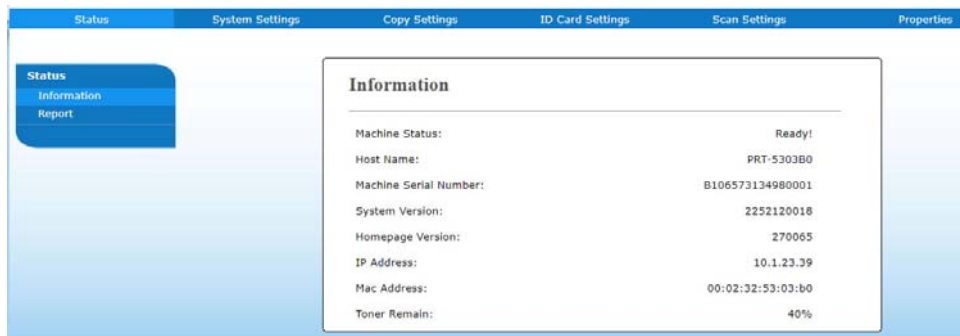 Status System Settings Copy Settings ID Card Settings Scan Settings Properties
Status
Information
Report
Information
Machine Status: Ready!
Host Name: PRT-5303B0
Machine Serial Number: B106573134980001
System Version: 2252120018
Homepage Version: 270065
IP Address: 10.1.23.39
Mac Address: 00:02:32:53:03:b0
Toner Remain: 40%